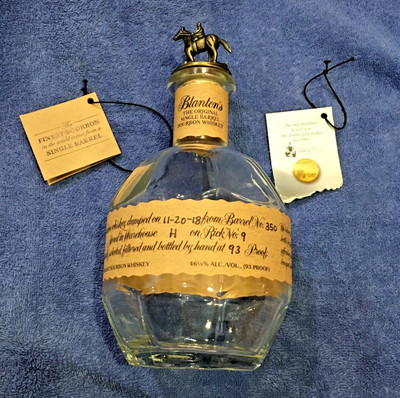 The
FINEST BOURBON
in the world comes from a
SINGLE BARREL
Blanton's
THE ORIGINAL
SINGLE BARREL
BOURBON WHISKEY
whiskey dumped on 11-20-18 from Barrel No. 350
stored in Warehouse H on Rick No. 9
selected, filtered and bottled by hand at 93 Proof.
BOURBON WHISKEY 46½% ALC./VOL. (93 PROOF)